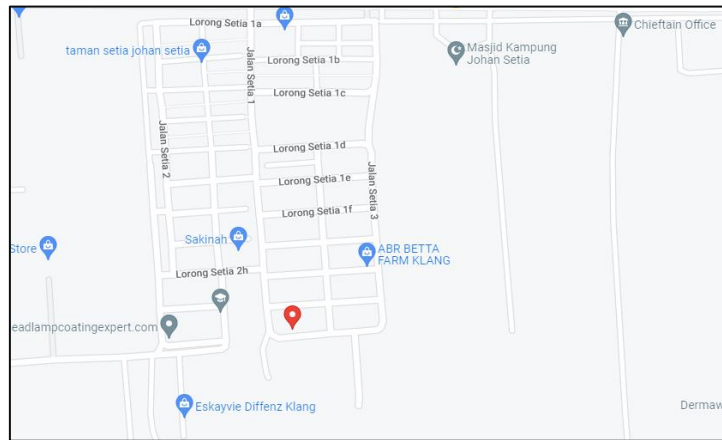 Lorong Setia 1a
Chieftain Office
taman setia johan setia
Masjid Kampung
Johan Setia
Lorong Setia 1b
Jalan Setia 1
Lorong Setia 1c
Jalan Setia 2
Lorong Setia 1d
Jalan Setia 3
Lorong Setia 1e
Lorong Setia 1f
Sakinah
Store
ABR BETTA
FARM KLANG
Lorong Setia 2h
eadlampcoatingexpert.com
Eskayvie Diffenz Klang
Dermaw